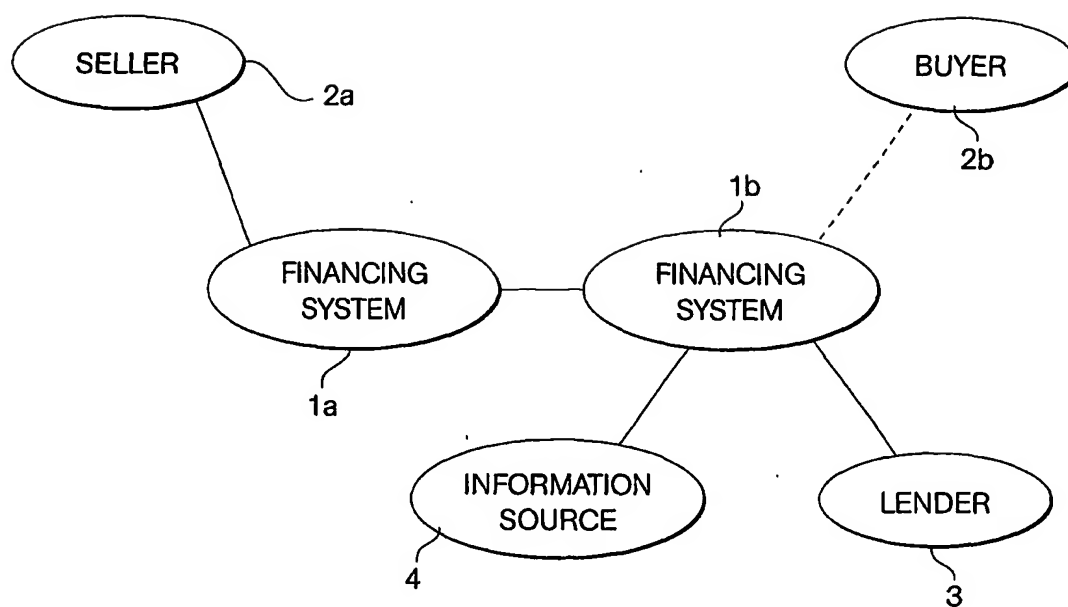 SELLER
2a
BUYER
2b
1b
FINANCING
SYSTEM
1a
FINANCING
SYSTEM
INFORMATION
SOURCE
4
LENDER
3